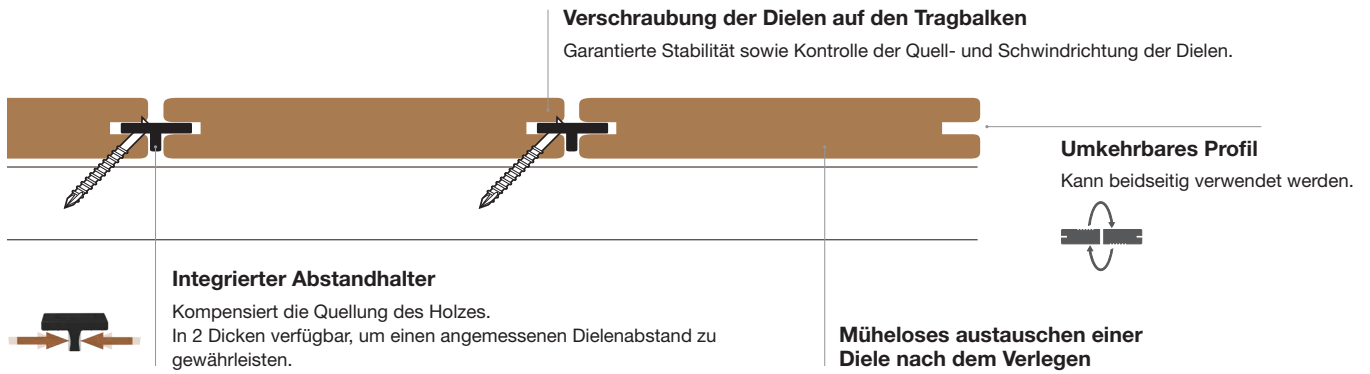 Verschraubung der Dielen auf den Tragbalken
Garantierte Stabilität sowie Kontrolle der Quell- und Schwindrichtung der Dielen.
Umkehrbares Profil
Kann beidseitig verwendet werden.
Integrierter Abstandhalter
Kompensiert die Quellung des Holzes.
In 2 Dicken verfügbar, um einen angemessenen Dielenabstand zu
gewährleisten.
Müheloses austauschen einer
Diele nach dem Verlegen